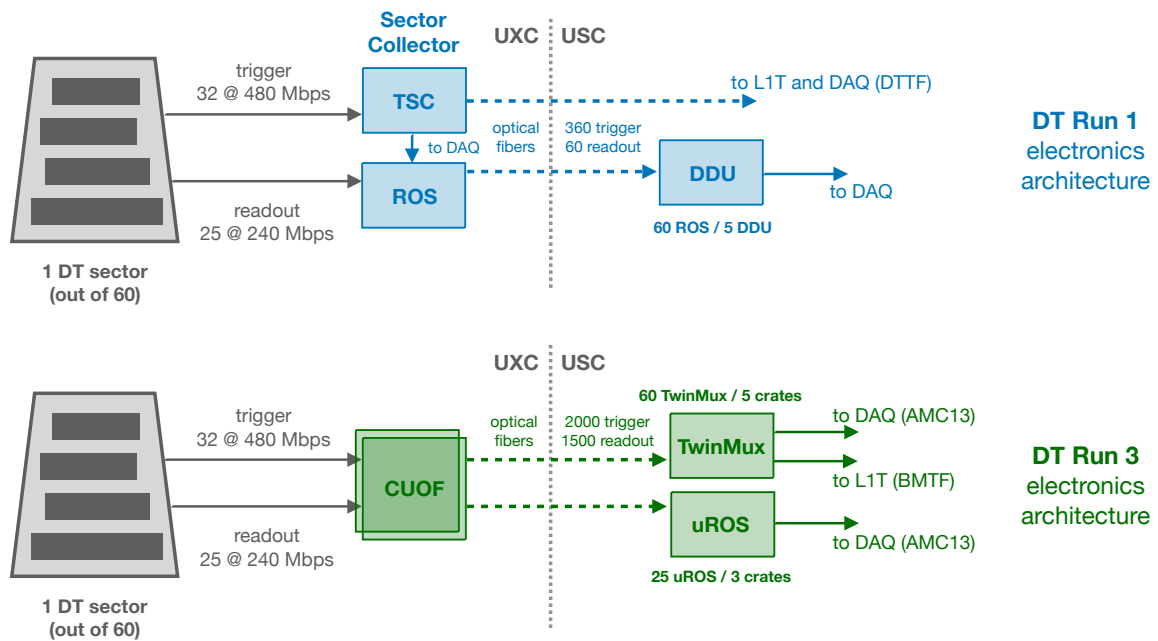 Sector
Collector
UXC
USC
trigger
32 @ 480 Mbps
TSC
to L1T and DAQ (DTTF)
to DAQ
optical
fibers
360 trigger
60 readout
ROS
DDU
to DAQ
readout
25 @ 240 Mbps
60 ROS / 5 DDU
1 DT sector
(out of 60)
DT Run 1
electronics
architecture
UXC
USC
trigger
32 @ 480 Mbps
CUOF
optical
fibers
2000 trigger
1500 readout
60 TwinMux / 5 crates
TwinMux
to DAQ (AMC13)
to L1T (BMTF)
uROS
to DAQ (AMC13)
25 uROS / 3 crates
readout
25 @ 240 Mbps
1 DT sector
(out of 60)
DT Run 3
electronics
architecture